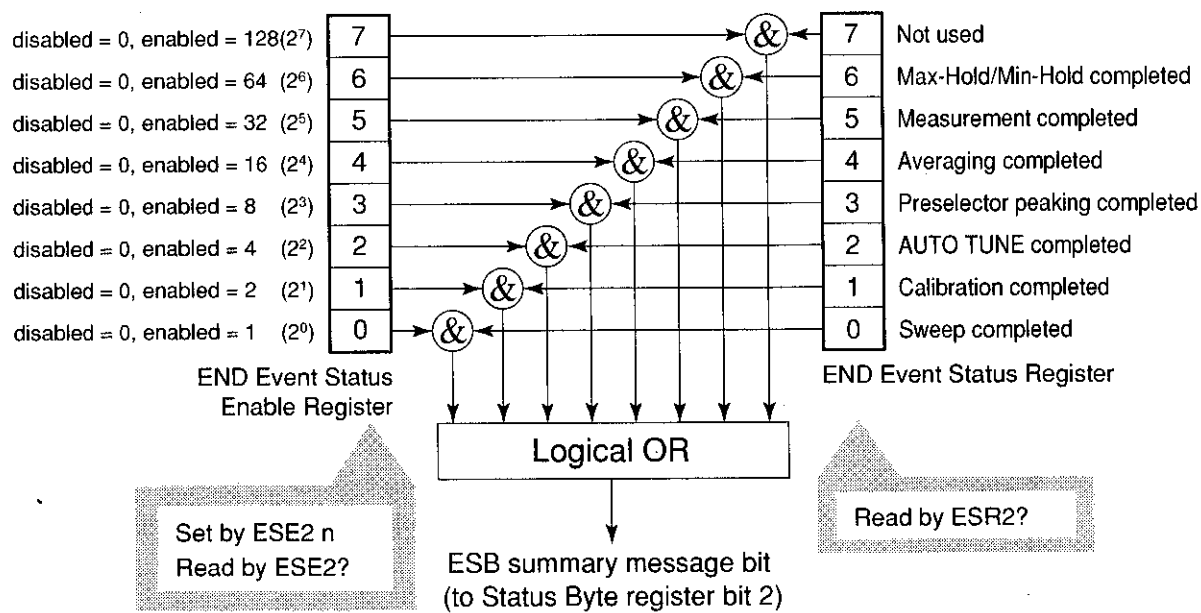 disabled = 0, enabled = 128(2⁷) 7 & 7 Not used
disabled = 0, enabled = 64 (2⁶) 6 & 6 Max-Hold/Min-Hold completed
disabled = 0, enabled = 32 (2⁵) 5 & 5 Measurement completed
disabled = 0, enabled = 16 (2⁴) 4 & 4 Averaging completed
disabled = 0, enabled = 8 (2³) 3 & 3 Preselector peaking completed
disabled = 0, enabled = 4 (2²) 2 & 2 AUTO TUNE completed
disabled = 0, enabled = 2 (2¹) 1 & 1 Calibration completed
disabled = 0, enabled = 1 (2⁰) 0 & 0 Sweep completed
END Event Status
Enable Register
END Event Status Register
Logical OR
Set by ESE2 n
Read by ESE2?
Read by ESR2?
ESB summary message bit
(to Status Byte register bit 2)